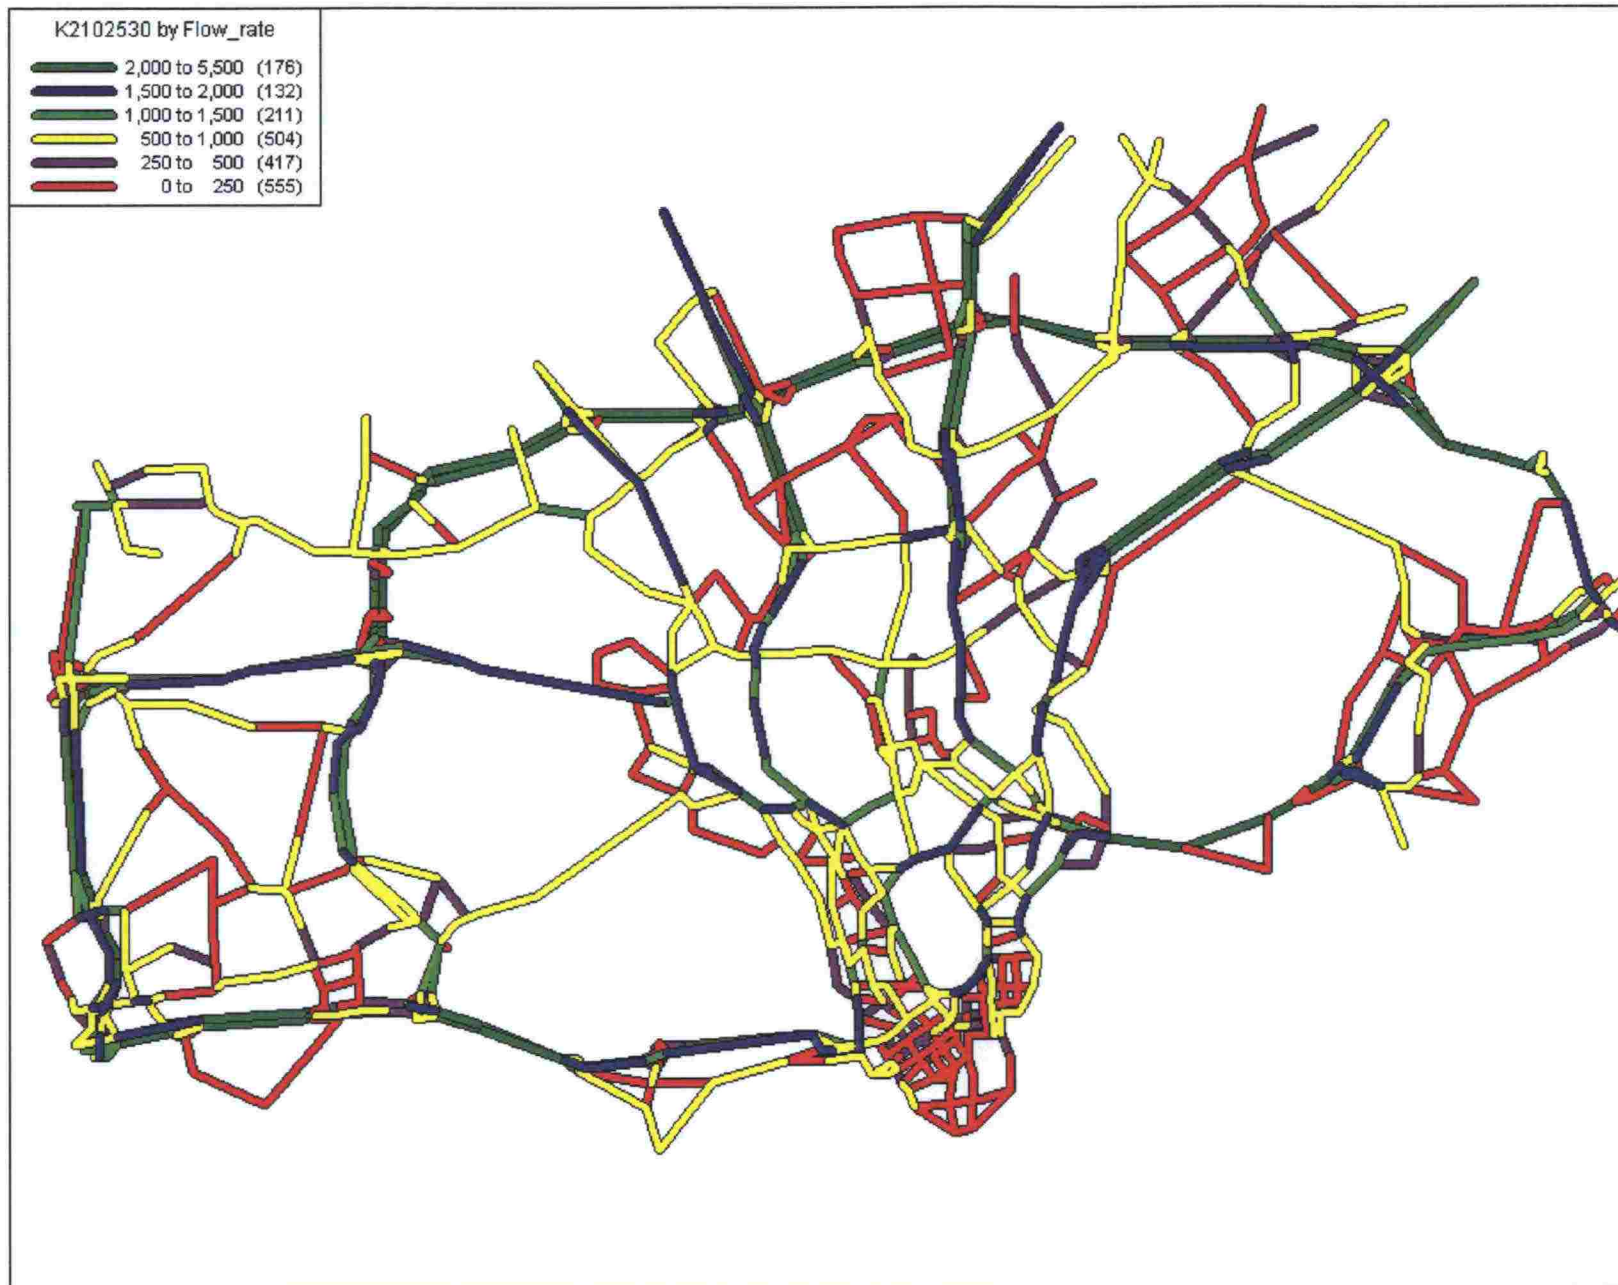 K2102530 by Flow_rate
2,000 to 5,500 (176)
1,500 to 2,000 (132)
1,000 to 1,500 (211)
500 to 1,000 (504)
250 to 500 (417)
0 to 250 (555)